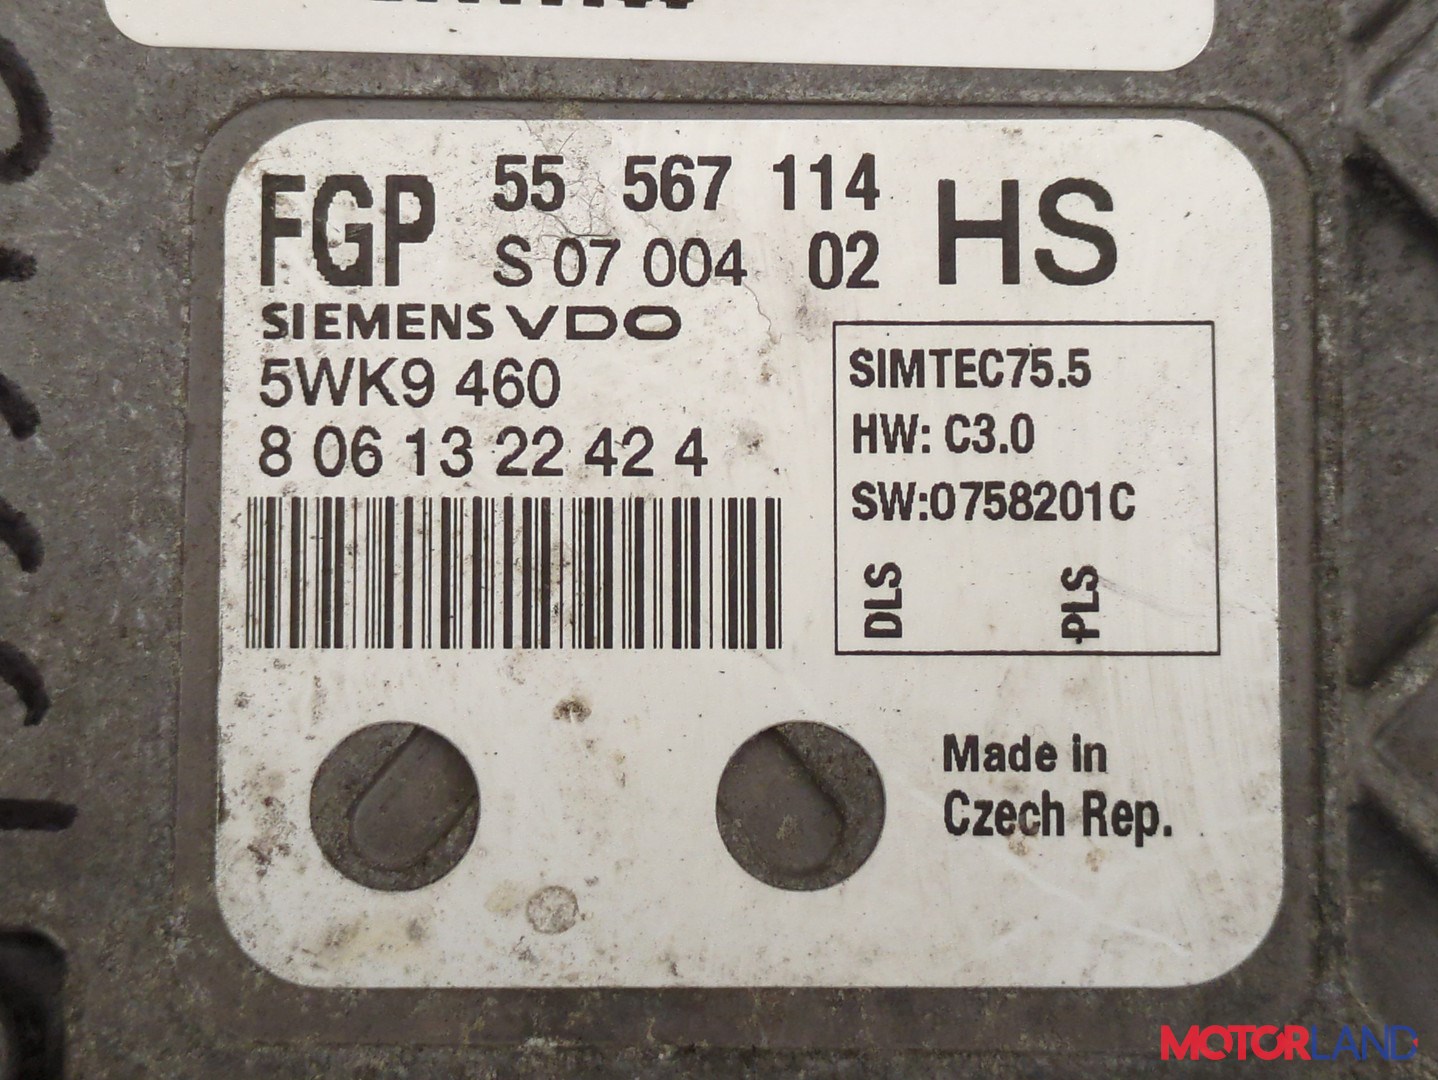 FGP 55 567 114 HS
S 07 004 02
SIEMENS VDO
5WK9 460
8 06 13 22 42 4
SIMTEC75.5
HW: C3.0
SW:0758201C
DLS PLS
Made in
Czech Rep.
MOTORLAND